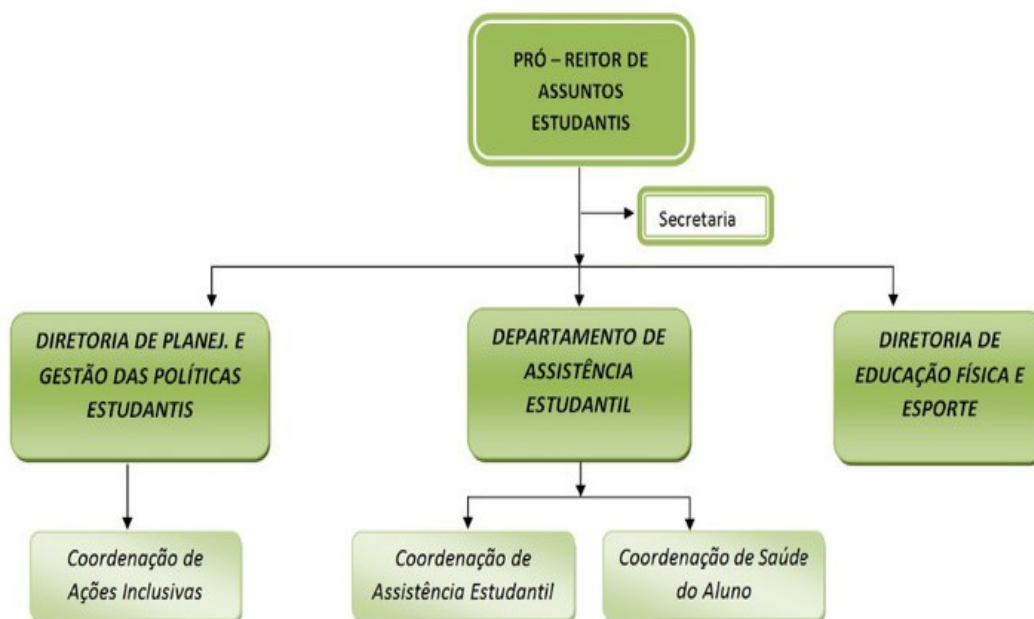 PRÓ – REITOR DE
ASSUNTOS
ESTUDANTIS
Secretaria
DIRETORIA DE PLANEJ. E
GESTÃO DAS POLÍTICAS
ESTUDANTIS
DEPARTAMENTO DE
ASSISTÊNCIA
ESTUDANTIL
DIRETORIA DE
EDUCAÇÃO FÍSICA E
ESPORTE
Coordenação de
Ações Inclusivas
Coordenação de
Assistência Estudantil
Coordenação de Saúde
do Aluno